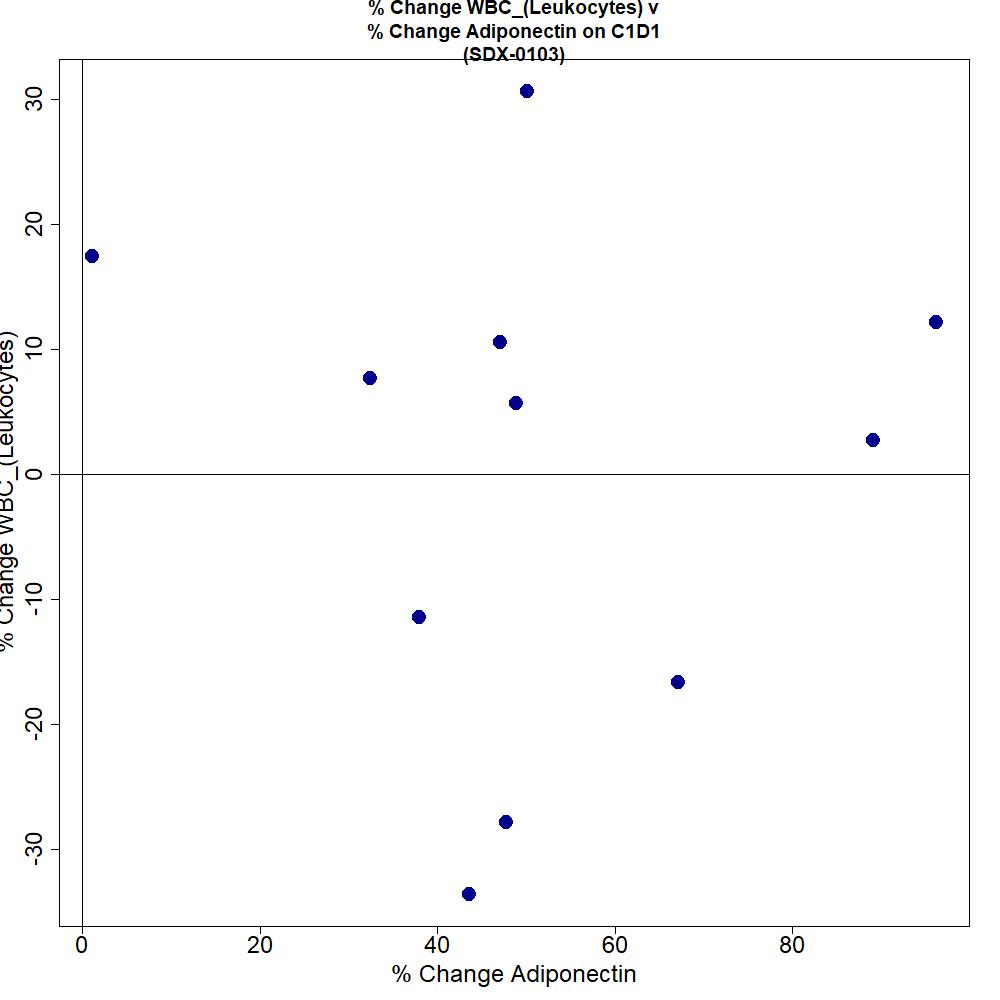 % Change WBC_(Leukocytes) v
% Change Adiponectin on C1D1
(SDX-0103)
30
20
10
0
-10
-20
-30
% Change WBC_(Leukocytes)
0
20
40
60
80
% Change Adiponectin